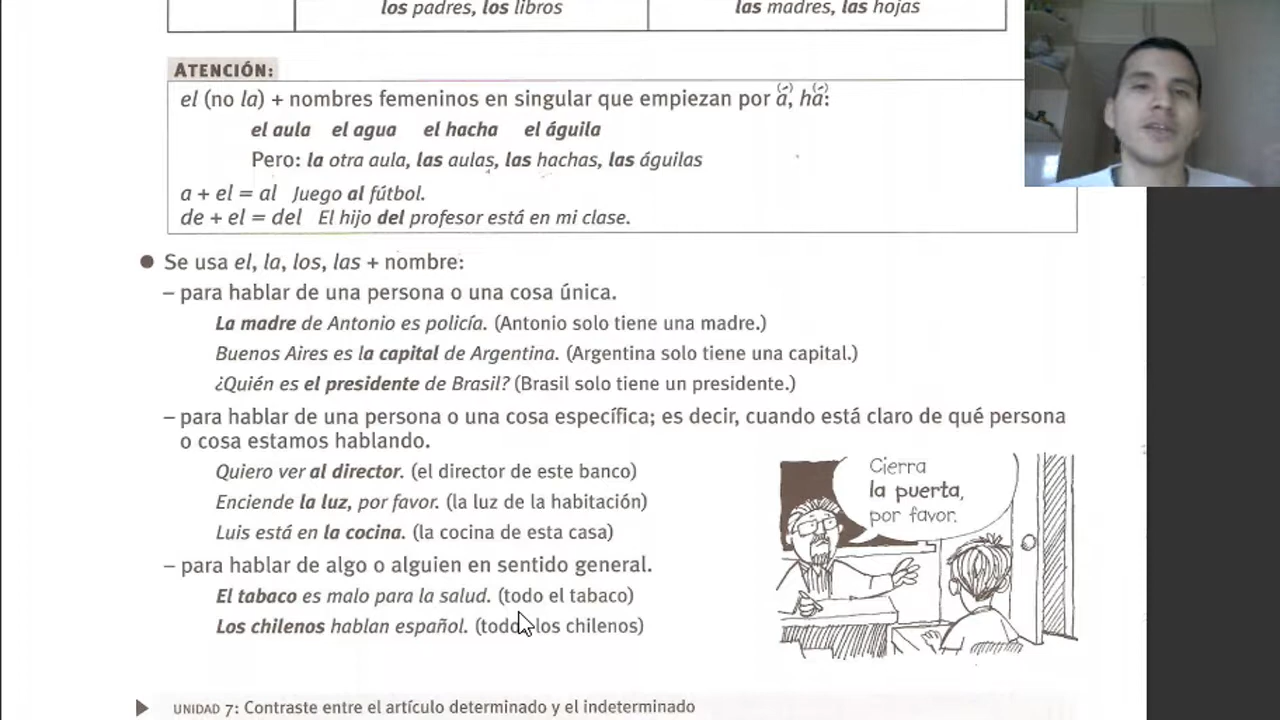 los padres, los libros
las madres, las hojas
ATENCIÓN:
el (no la) + nombres femeninos en singular que empiezan por a(´), ha(´):
el aula el agua el hacha el águila
Pero: la otra aula, las aulas, las hachas, las águilas
a + el = al Juego al fútbol.
de + el = del El hijo del profesor está en mi clase.
● Se usa el, la, los, las + nombre:
– para hablar de una persona o una cosa única.
La madre de Antonio es policía. (Antonio solo tiene una madre.)
Buenos Aires es la capital de Argentina. (Argentina solo tiene una capital.)
¿Quién es el presidente de Brasil? (Brasil solo tiene un presidente.)
– para hablar de una persona o una cosa específica; es decir, cuando está claro de qué persona
o cosa estamos hablando.
Quiero ver al director. (el director de este banco)
Enciende la luz, por favor. (la luz de la habitación)
Luis está en la cocina. (la cocina de esta casa)
– para hablar de algo o alguien en sentido general.
El tabaco es malo para la salud. (todo el tabaco)
Los chilenos hablan español. (todos los chilenos)
Cierra
la puerta,
por favor.
UNIDAD 7: Contraste entre el artículo determinado y el indeterminado